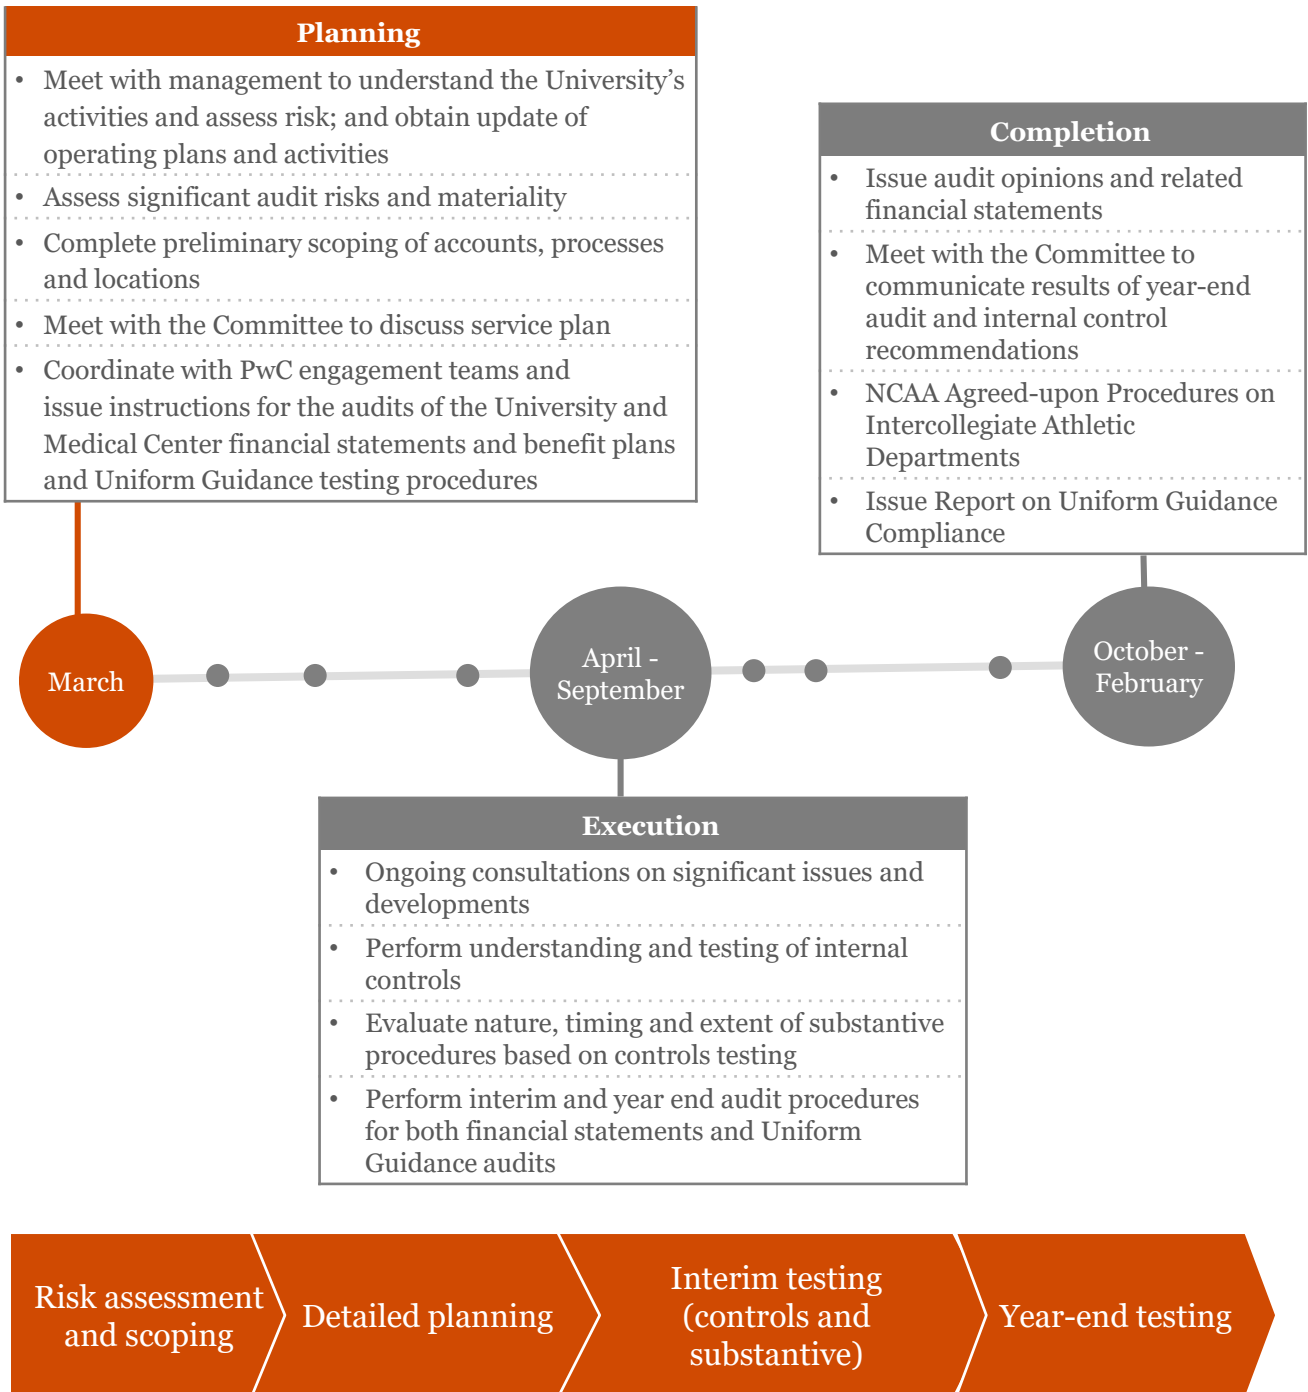 Planning
• Meet with management to understand the University’s
activities and assess risk; and obtain update of
operating plans and activities
• Assess significant audit risks and materiality
• Complete preliminary scoping of accounts, processes
and locations
• Meet with the Committee to discuss service plan
• Coordinate with PwC engagement teams and
issue instructions for the audits of the University and
Medical Center financial statements and benefit plans
and Uniform Guidance testing procedures
Completion
• Issue audit opinions and related
financial statements
• Meet with the Committee to
communicate results of year-end
audit and internal control
recommendations
• NCAA Agreed-upon Procedures on
Intercollegiate Athletic
Departments
• Issue Report on Uniform Guidance
Compliance
March
April -
September
October -
February
Execution
• Ongoing consultations on significant issues and
developments
• Perform understanding and testing of internal
controls
• Evaluate nature, timing and extent of substantive
procedures based on controls testing
• Perform interim and year end audit procedures
for both financial statements and Uniform
Guidance audits
Risk assessment
and scoping
Detailed planning
Interim testing
(controls and
substantive)
Year-end testing